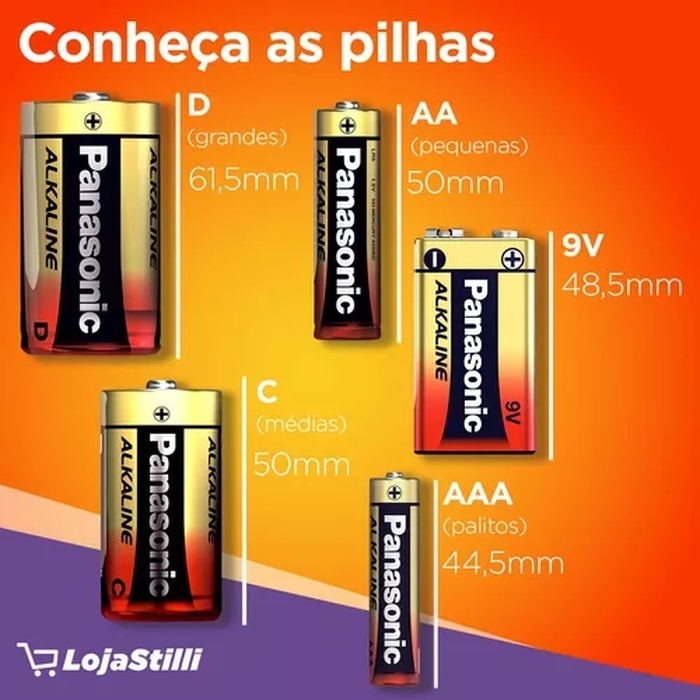 Conheça as pilhas
D
(grandes)
61,5mm
Panasonic
ALKALINE
ALKALINE
D
AA
(pequenas)
50mm
Panasonic
ALKALINE
9V
48,5mm
Panasonic
ALKALINE
9V
C
(médias)
50mm
Panasonic
ALKALINE
ALKALINE
C
AAA
(palitos)
44,5mm
Panasonic
ALKALINE
AAA
LojaStilli